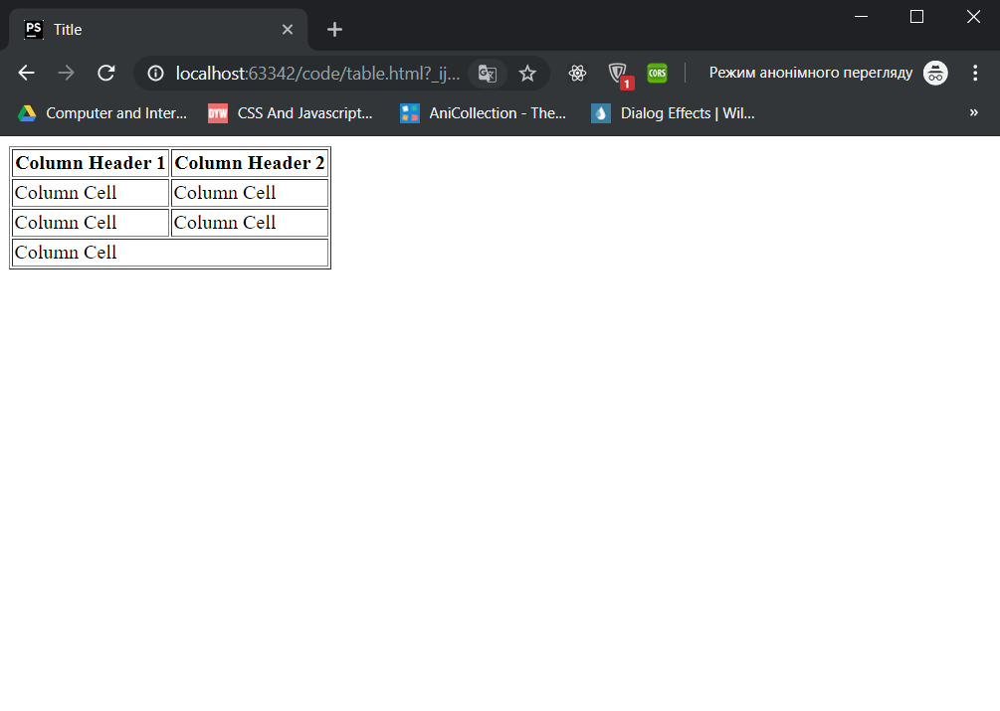 PS Title
localhost:63342/code/table.html?_ij... 1 CORS Режим анонімного перегляду
Computer and Inter... DYW CSS And Javascript... AniCollection - The... Dialog Effects | Wil... »
Column Header 1 Column Header 2
Column Cell Column Cell
Column Cell Column Cell
Column Cell